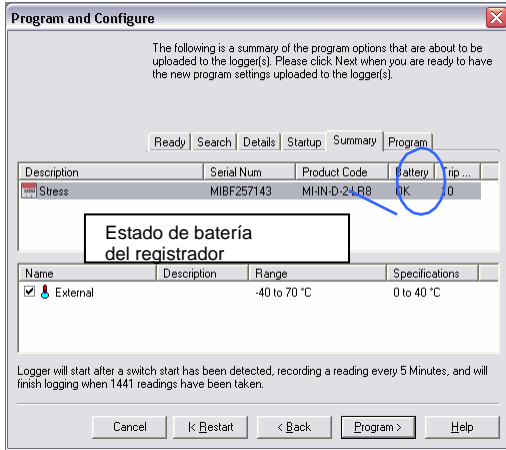 Program and Configure
The following is a summary of the program options that are about to be
uploaded to the logger(s). Please click Next when you are ready to have
the new program settings uploaded to the logger(s).
Ready Search Details Startup Summary Program
Description Serial Num Product Code Battery Trip ...
Stress MIBF257143 MI-IN-D-2-LR8 OK 10
Estado de batería
del registrador
Name Description Range Specifications
External -40 to 70 °C 0 to 40 °C
Logger will start after a switch start has been detected, recording a reading every 5 Minutes, and will
finish logging when 1441 readings have been taken.
Cancel |< Restart < Back Program > Help